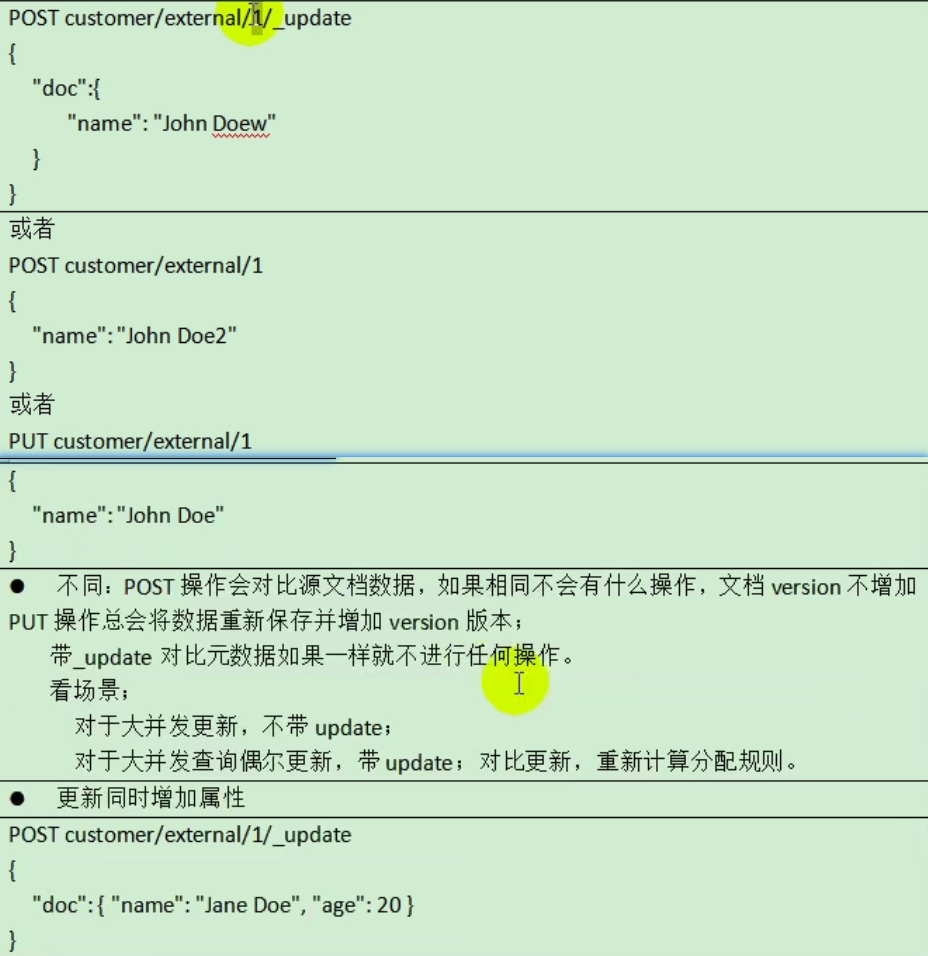 POST customer/external/1/_update
{
"doc":{
"name": "John Doew"
}
}
或者
POST customer/external/1
{
"name":"John Doe2"
}
或者
PUT customer/external/1
{
"name":"John Doe"
}
● 不同：POST 操作会对比源文档数据，如果相同不会有什么操作，文档 version 不增加
PUT 操作总会将数据重新保存并增加 version 版本；
带_update 对比元数据如果一样就不进行任何操作。
看场景；
对于大并发更新，不带 update；
对于大并发查询偶尔更新，带 update；对比更新，重新计算分配规则。
● 更新同时增加属性
POST customer/external/1/_update
{
"doc":{ "name": "Jane Doe", "age": 20 }
}